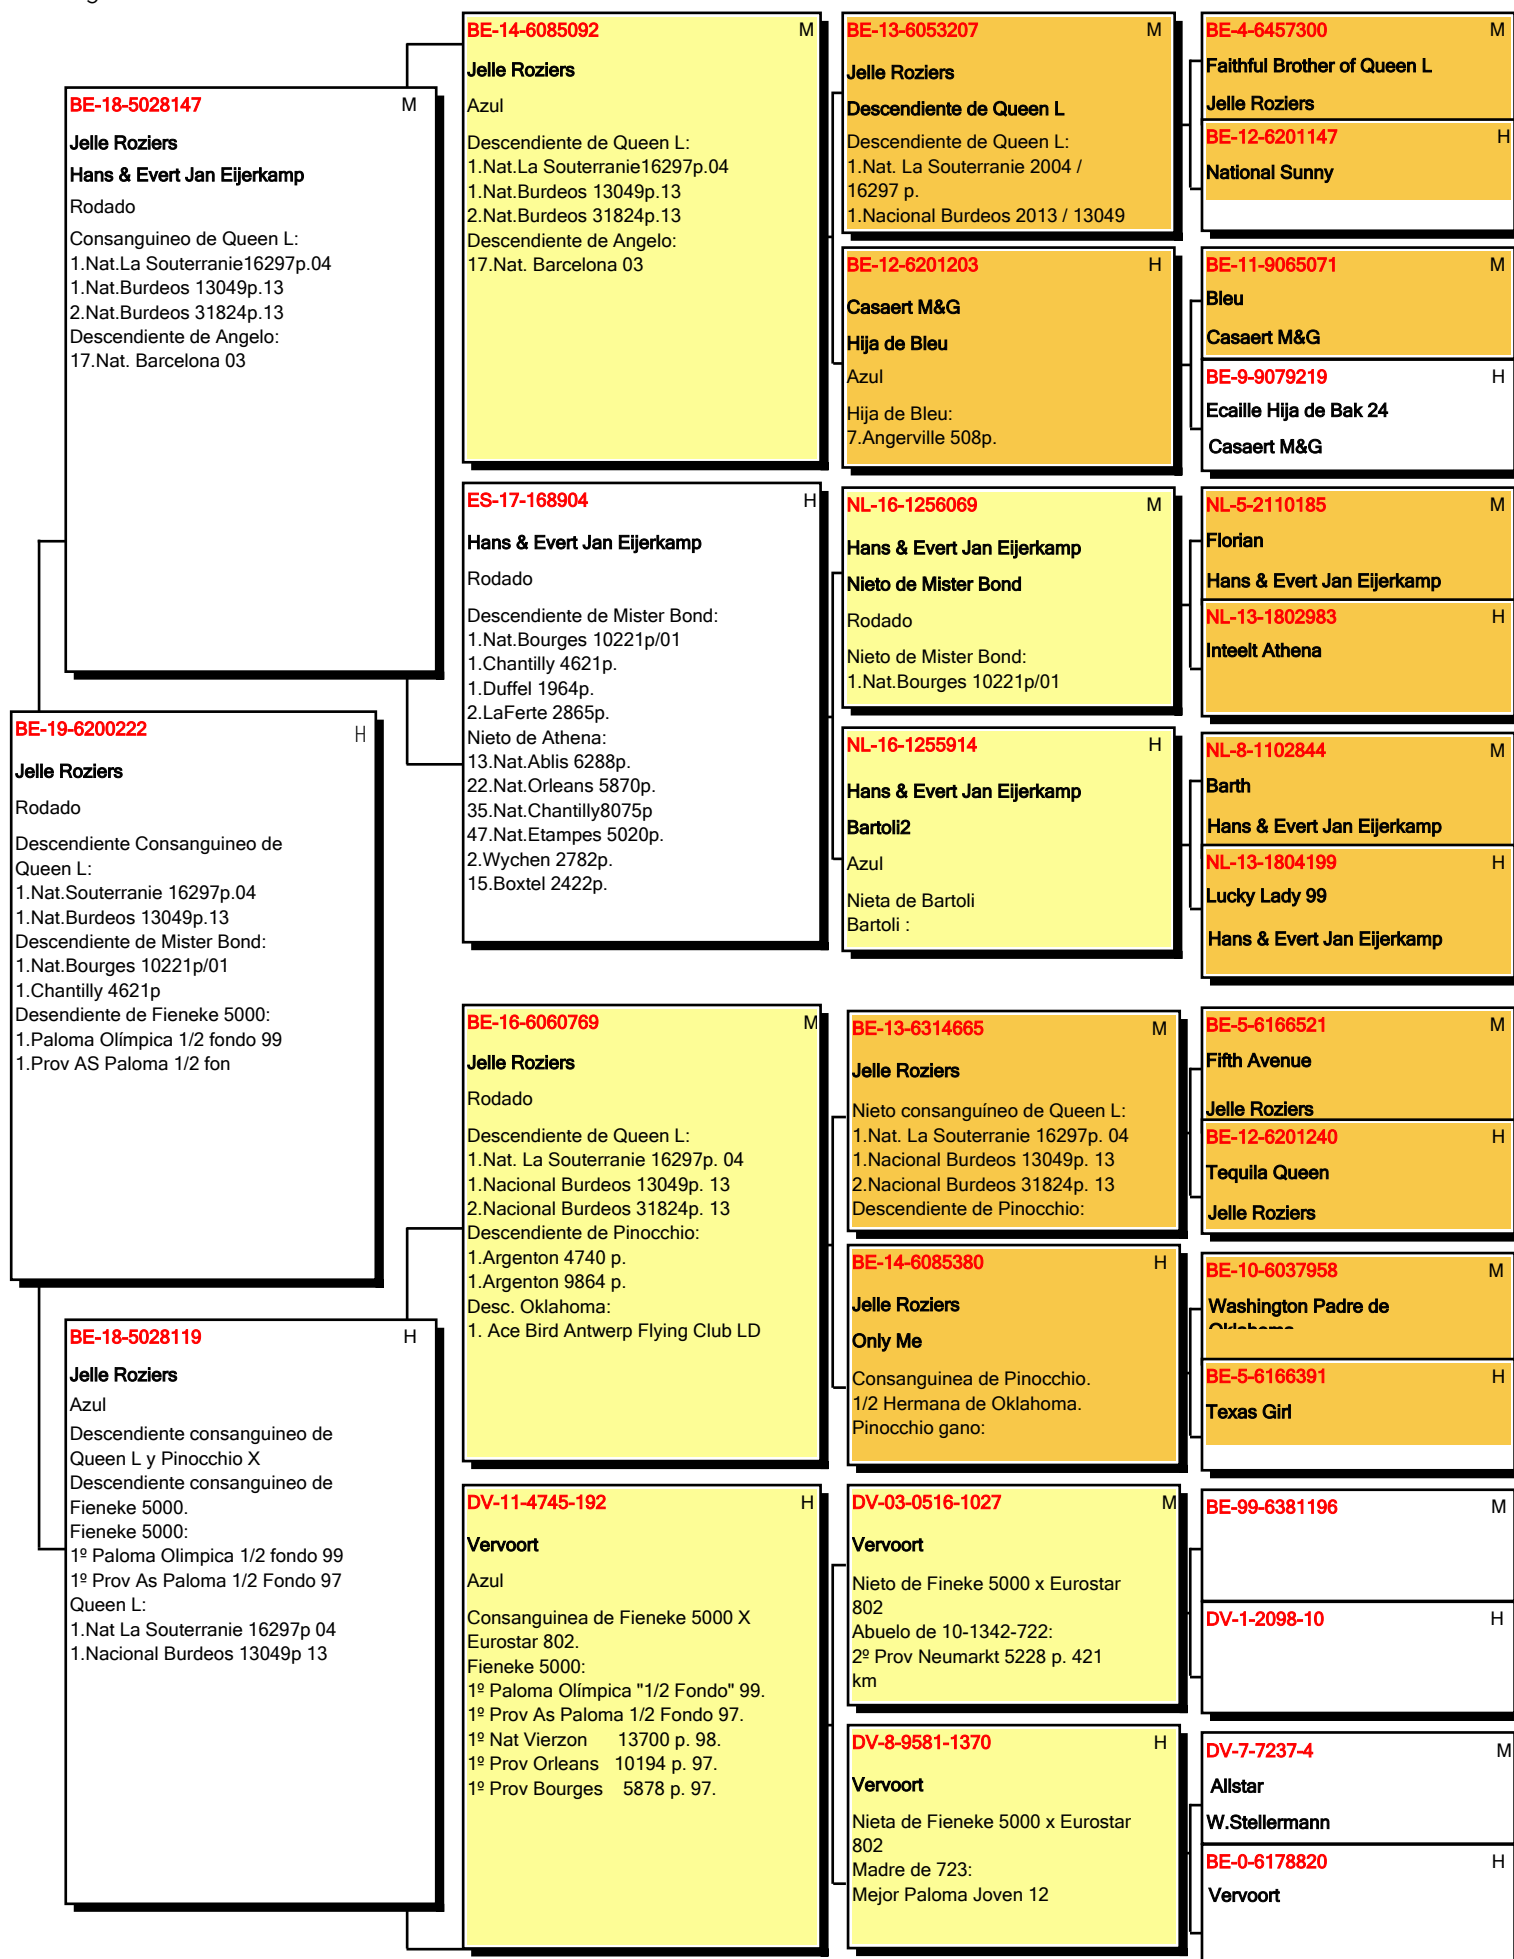 BE-19-6200222 H
Jelle Roziers
Rodado
Descendiente Consanguineo de
Queen L:
1.Nat.Souterranie 16297p.04
1.Nat.Burdeos 13049p.13
Descendiente de Mister Bond:
1.Nat.Bourges 10221p/01
1.Chantilly 4621p
Desendiente de Fieneke 5000:
1.Paloma Olímpica 1/2 fondo 99
1.Prov AS Paloma 1/2 fon
BE-18-5028147 M
Jelle Roziers
Hans & Evert Jan Eijerkamp
Rodado
Consanguineo de Queen L:
1.Nat.La Souterranie16297p.04
1.Nat.Burdeos 13049p.13
2.Nat.Burdeos 31824p.13
Descendiente de Angelo:
17.Nat. Barcelona 03
BE-18-5028119 H
Jelle Roziers
Azul
Descendiente consanguineo de
Queen L y Pinocchio X
Descendiente consanguineo de
Fieneke 5000.
Fieneke 5000:
1º Paloma Olimpica 1/2 fondo 99
1º Prov As Paloma 1/2 Fondo 97
Queen L:
1.Nat La Souterranie 16297p 04
1.Nacional Burdeos 13049p 13
BE-14-6085092 M
Jelle Roziers
Azul
Descendiente de Queen L:
1.Nat.La Souterranie16297p.04
1.Nat.Burdeos 13049p.13
2.Nat.Burdeos 31824p.13
Descendiente de Angelo:
17.Nat. Barcelona 03
ES-17-168904 H
Hans & Evert Jan Eijerkamp
Rodado
Descendiente de Mister Bond:
1.Nat.Bourges 10221p/01
1.Chantilly 4621p.
1.Duffel 1964p.
2.LaFerte 2865p.
Nieto de Athena:
13.Nat.Ablis 6288p.
22.Nat.Orleans 5870p.
35.Nat.Chantilly8075p
47.Nat.Etampes 5020p.
2.Wychen 2782p.
15.Boxtel 2422p.
BE-16-6060769 M
Jelle Roziers
Rodado
Descendiente de Queen L:
1.Nat. La Souterranie 16297p. 04
1.Nacional Burdeos 13049p. 13
2.Nacional Burdeos 31824p. 13
Descendiente de Pinocchio:
1.Argenton 4740 p.
1.Argenton 9864 p.
Desc. Oklahoma:
1. Ace Bird Antwerp Flying Club LD
DV-11-4745-192 H
Vervoort
Azul
Consanguinea de Fieneke 5000 X
Eurostar 802.
Fieneke 5000:
1º Paloma Olímpica "1/2 Fondo" 99.
1º Prov As Paloma 1/2 Fondo 97.
1º Nat Vierzon 13700 p. 98.
1º Prov Orleans 10194 p. 97.
1º Prov Bourges 5878 p. 97.
BE-13-6053207 M
Jelle Roziers
Descendiente de Queen L
Descendiente de Queen L:
1.Nat. La Souterranie 2004 /
16297 p.
1.Nacional Burdeos 2013 / 13049
BE-12-6201203 H
Casaert M&G
Hija de Bleu
Azul
Hija de Bleu:
7.Angerville 508p.
NL-16-1256069 M
Hans & Evert Jan Eijerkamp
Nieto de Mister Bond
Rodado
Nieto de Mister Bond:
1.Nat.Bourges 10221p/01
NL-16-1255914 H
Hans & Evert Jan Eijerkamp
Bartoli2
Azul
Nieta de Bartoli
Bartoli :
BE-13-6314665 M
Jelle Roziers
Nieto consanguíneo de Queen L:
1.Nat. La Souterranie 16297p. 04
1.Nacional Burdeos 13049p. 13
2.Nacional Burdeos 31824p. 13
Descendiente de Pinocchio:
BE-14-6085380 H
Jelle Roziers
Only Me
Consanguinea de Pinocchio.
1/2 Hermana de Oklahoma.
Pinocchio gano:
DV-03-0516-1027 M
Vervoort
Nieto de Fineke 5000 x Eurostar
802
Abuelo de 10-1342-722:
2º Prov Neumarkt 5228 p. 421
km
DV-8-9581-1370 H
Vervoort
Nieta de Fieneke 5000 x Eurostar
802
Madre de 723:
Mejor Paloma Joven 12
BE-4-6457300 M
Faithful Brother of Queen L
Jelle Roziers
BE-12-6201147 H
National Sunny
BE-11-9065071 M
Bleu
Casaert M&G
BE-9-9079219 H
Ecaille Hija de Bak 24
Casaert M&G
NL-5-2110185 M
Florian
Hans & Evert Jan Eijerkamp
NL-13-1802983 H
Inteelt Athena
NL-8-1102844 M
Barth
Hans & Evert Jan Eijerkamp
NL-13-1804199 H
Lucky Lady 99
Hans & Evert Jan Eijerkamp
BE-5-6166521 M
Fifth Avenue
Jelle Roziers
BE-12-6201240 H
Tequila Queen
Jelle Roziers
BE-10-6037958 M
Washington Padre de
BE-5-6166391 H
Texas Girl
BE-99-6381196 M
DV-1-2098-10 H
DV-7-7237-4 M
Allstar
W.Stellermann
BE-0-6178820 H
Vervoort